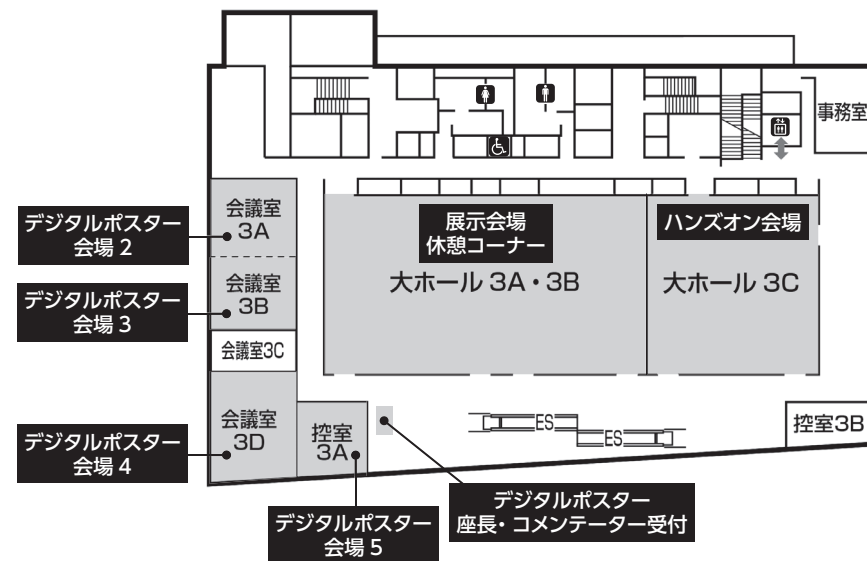 事務室
会議室
3A
デジタルポスター
会場 2
展示会場
休憩コーナー
ハンズオン会場
大ホール 3A・3B
大ホール 3C
会議室
3B
デジタルポスター
会場 3
会議室3C
会議室
3D
控室
3A
ES
ES
控室3B
デジタルポスター
会場 4
デジタルポスター
会場 5
デジタルポスター
座長・コメンテーター受付